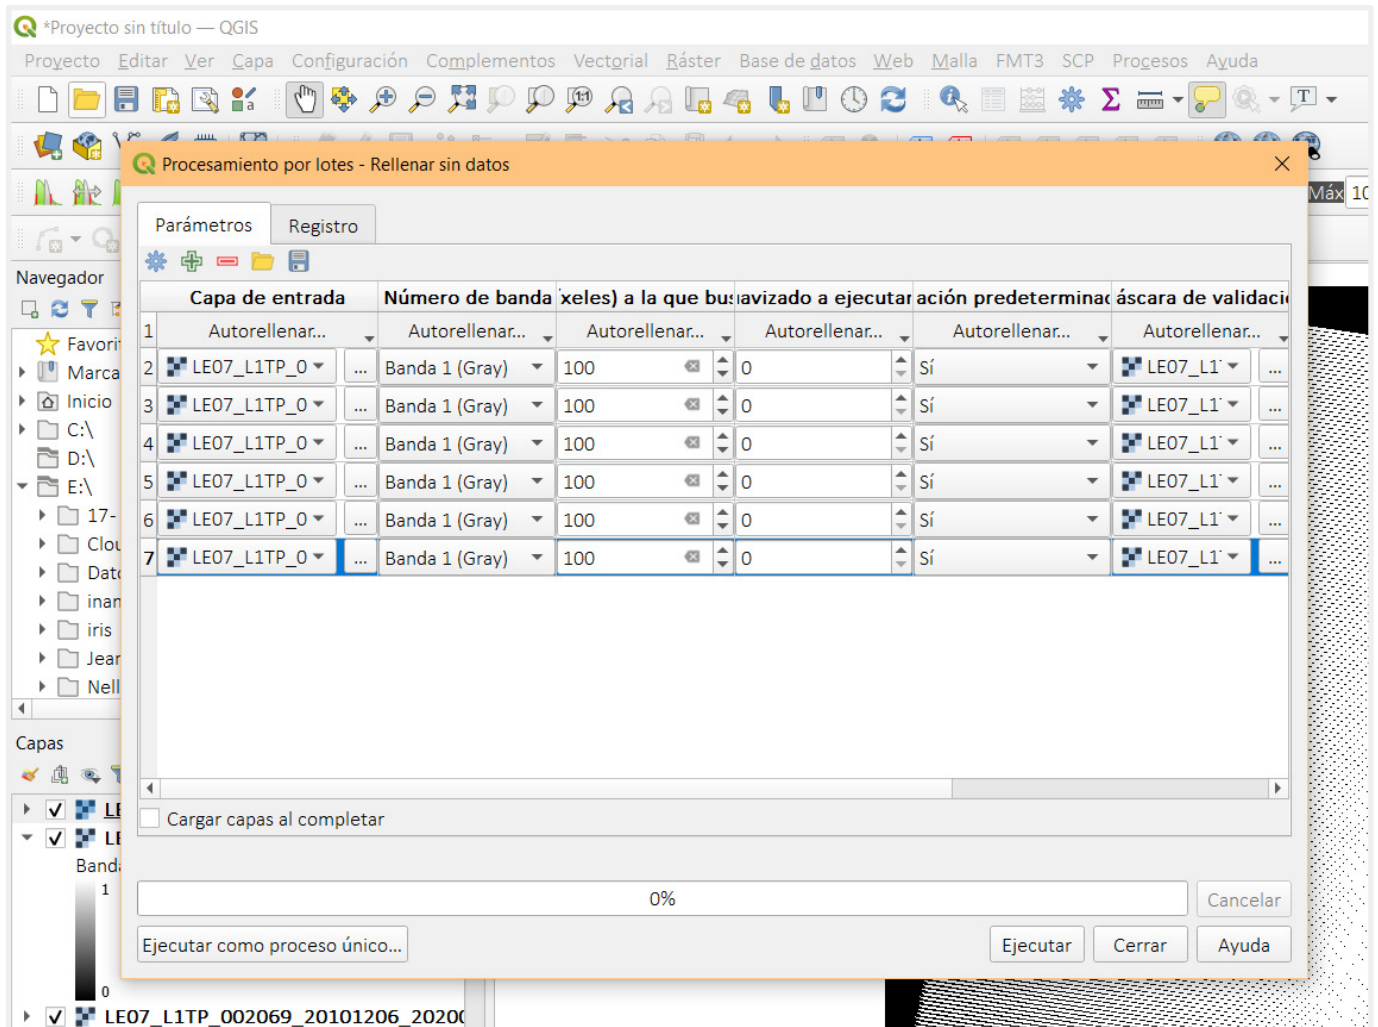 *Proyecto sin título — QGIS
Proyecto Editar Ver Capa Configuración Complementos Vectorial Ráster Base de datos Web Malla FMT3 SCP Procesos Ayuda
Procesamiento por lotes - Rellenar sin datos
Máx 10
Parámetros Registro
Navegador
Capa de entrada Número de banda xeles) a la que bus avizado a ejecutar ación predeterminac áscara de validació
1 Autorellenar... Autorellenar... Autorellenar... Autorellenar... Autorellenar... Autorellenar...
2 LE07_L1TP_0 ... Banda 1 (Gray) 100 0 Sí LE07_L1 ...
3 LE07_L1TP_0 ... Banda 1 (Gray) 100 0 Sí LE07_L1 ...
4 LE07_L1TP_0 ... Banda 1 (Gray) 100 0 Sí LE07_L1 ...
5 LE07_L1TP_0 ... Banda 1 (Gray) 100 0 Sí LE07_L1 ...
6 LE07_L1TP_0 ... Banda 1 (Gray) 100 0 Sí LE07_L1 ...
7 LE07_L1TP_0 ... Banda 1 (Gray) 100 0 Sí LE07_L1 ...
Favori
Marca
Inicio
C:\
D:\
E:\
17-
Clou
Dato
inan
iris
Jear
Nell
Capas
LE
LE
Banda
1
0
LE07_L1TP_002069_20101206_2020
Cargar capas al completar
0% Cancelar
Ejecutar como proceso único... Ejecutar Cerrar Ayuda